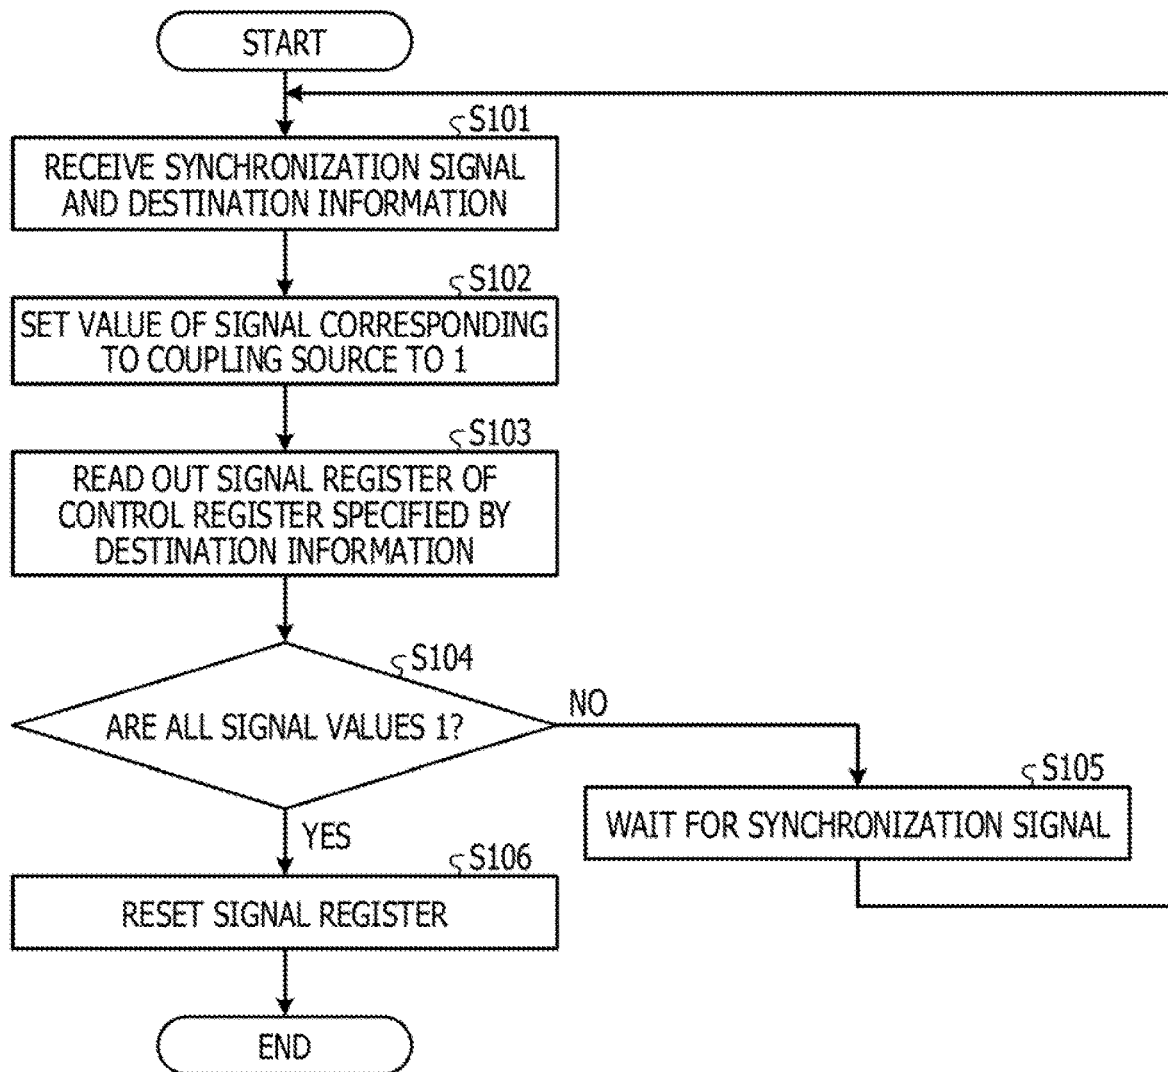 START
S101
RECEIVE SYNCHRONIZATION SIGNAL
AND DESTINATION INFORMATION
S102
SET VALUE OF SIGNAL CORRESPONDING
TO COUPLING SOURCE TO 1
S103
READ OUT SIGNAL REGISTER OF
CONTROL REGISTER SPECIFIED BY
DESTINATION INFORMATION
S104
ARE ALL SIGNAL VALUES 1?
NO
S105
WAIT FOR SYNCHRONIZATION SIGNAL
YES
S106
RESET SIGNAL REGISTER
END